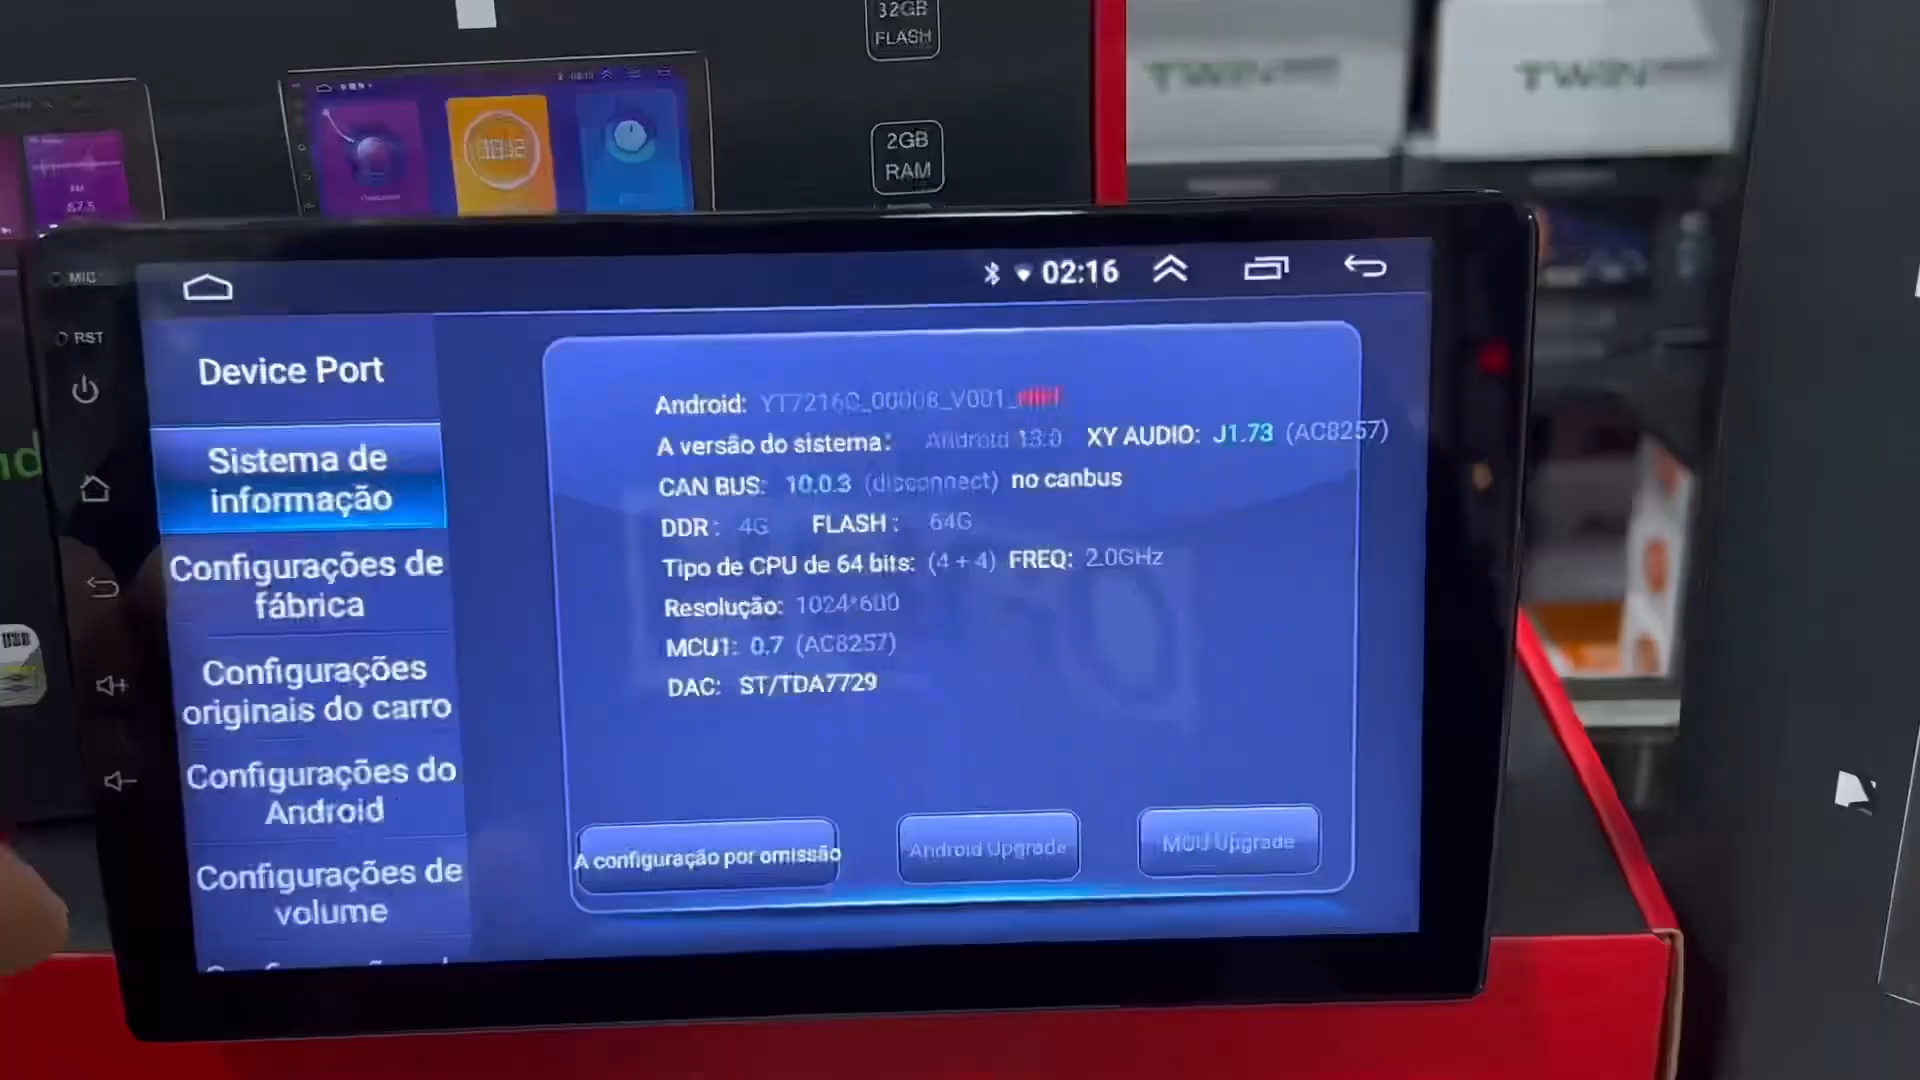 32GB
FLASH
2GB
RAM
TWIN
TWIN
MIC
RST
02:16
Device Port
Sistema de
informação
Configurações de
fábrica
Configurações
originais do carro
Configurações do
Android
Configurações de
volume
Android: YT7216C_00008_V001_
A versão do sistema: Android 13.0 XY AUDIO: J1.73 (AC8257)
CAN BUS: 10.0.3 (disconnect) no canbus
DDR: 4G FLASH: 64G
Tipo de CPU de 64 bits: (4+4) FREQ: 2.0GHz
Resolução: 1024*600
MCU1: 0.7 (AC8257)
DAC: ST/TDA7729
A configuração por omissão
Android Upgrade
MCU Upgrade